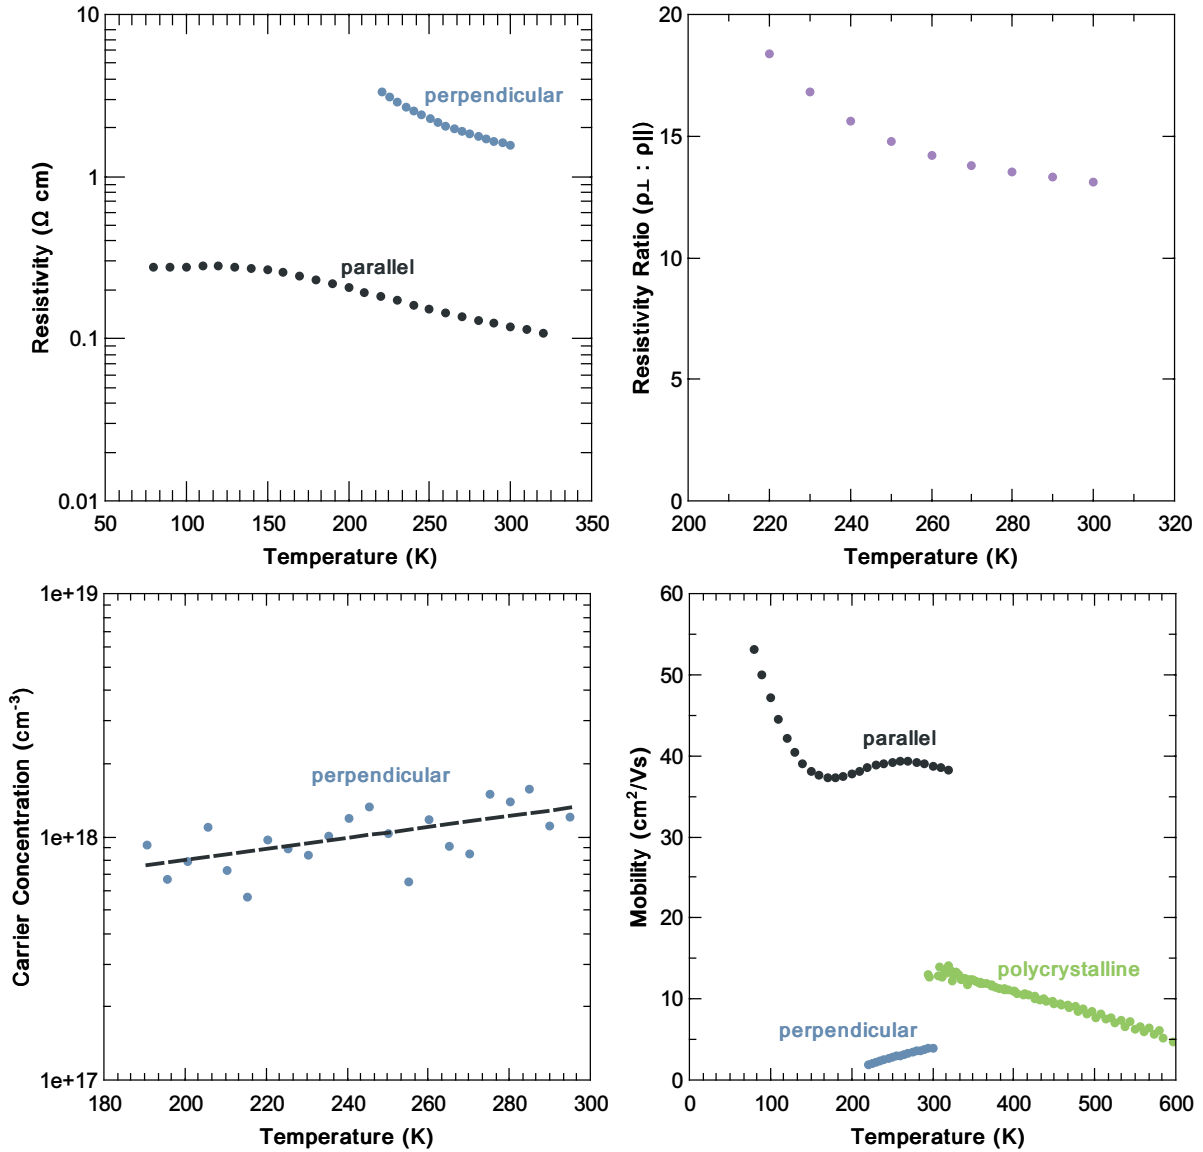 10
1
0.1
0.01
50 100 150 200 250 300 350
Resistivity (Ω cm)
Temperature (K)
perpendicular
parallel
20
15
10
5
0
200 220 240 260 280 300 320
Resistivity Ratio (ρ⊥ : ρ||)
Temperature (K)
1e+19
1e+18
1e+17
180 200 220 240 260 280 300
Carrier Concentration (cm-3)
Temperature (K)
perpendicular
60
50
40
30
20
10
0
0 100 200 300 400 500 600
Mobility (cm2/Vs)
Temperature (K)
parallel
polycrystalline
perpendicular